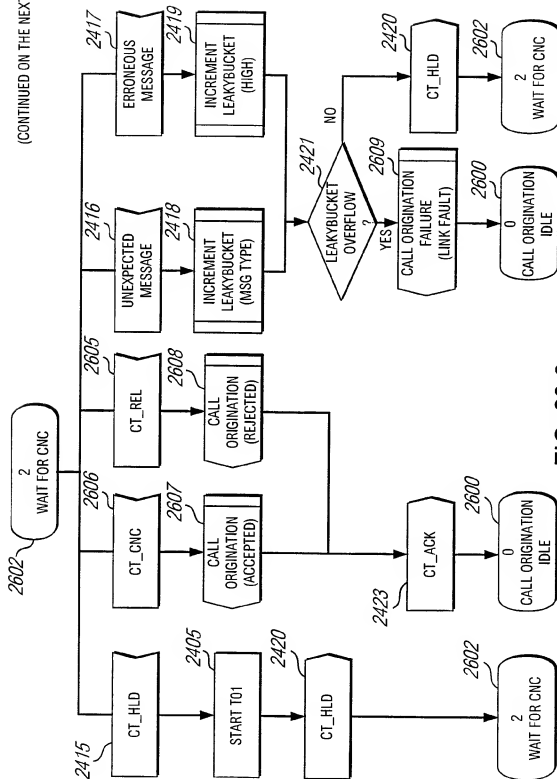 (CONTINUED ON THE NEXT
2602
2
WAIT FOR CNC
2415
CT_HLD
2405
START T01
2420
CT_HLD
2602
2
WAIT FOR CNC
2606
CT_CNC
2607
CALL
ORIGINATION
(ACCEPTED)
2605
CT_REL
2608
CALL
ORIGINATION
(REJECTED)
2423
CT_ACK
2600
0
CALL ORIGINATION
IDLE
2416
UNEXPECTED
MESSAGE
2418
INCREMENT
LEAKYBUCKET
(MSG TYPE)
2417
ERRONEOUS
MESSAGE
2419
INCREMENT
LEAKYBUCKET
(HIGH)
2421
LEAKYBUCKET
OVERFLOW
?
NO
YES
2609
CALL ORIGINATION
FAILURE
(LINK FAULT)
2600
0
CALL ORIGINATION
IDLE
2420
CT_HLD
2602
2
WAIT FOR CNC